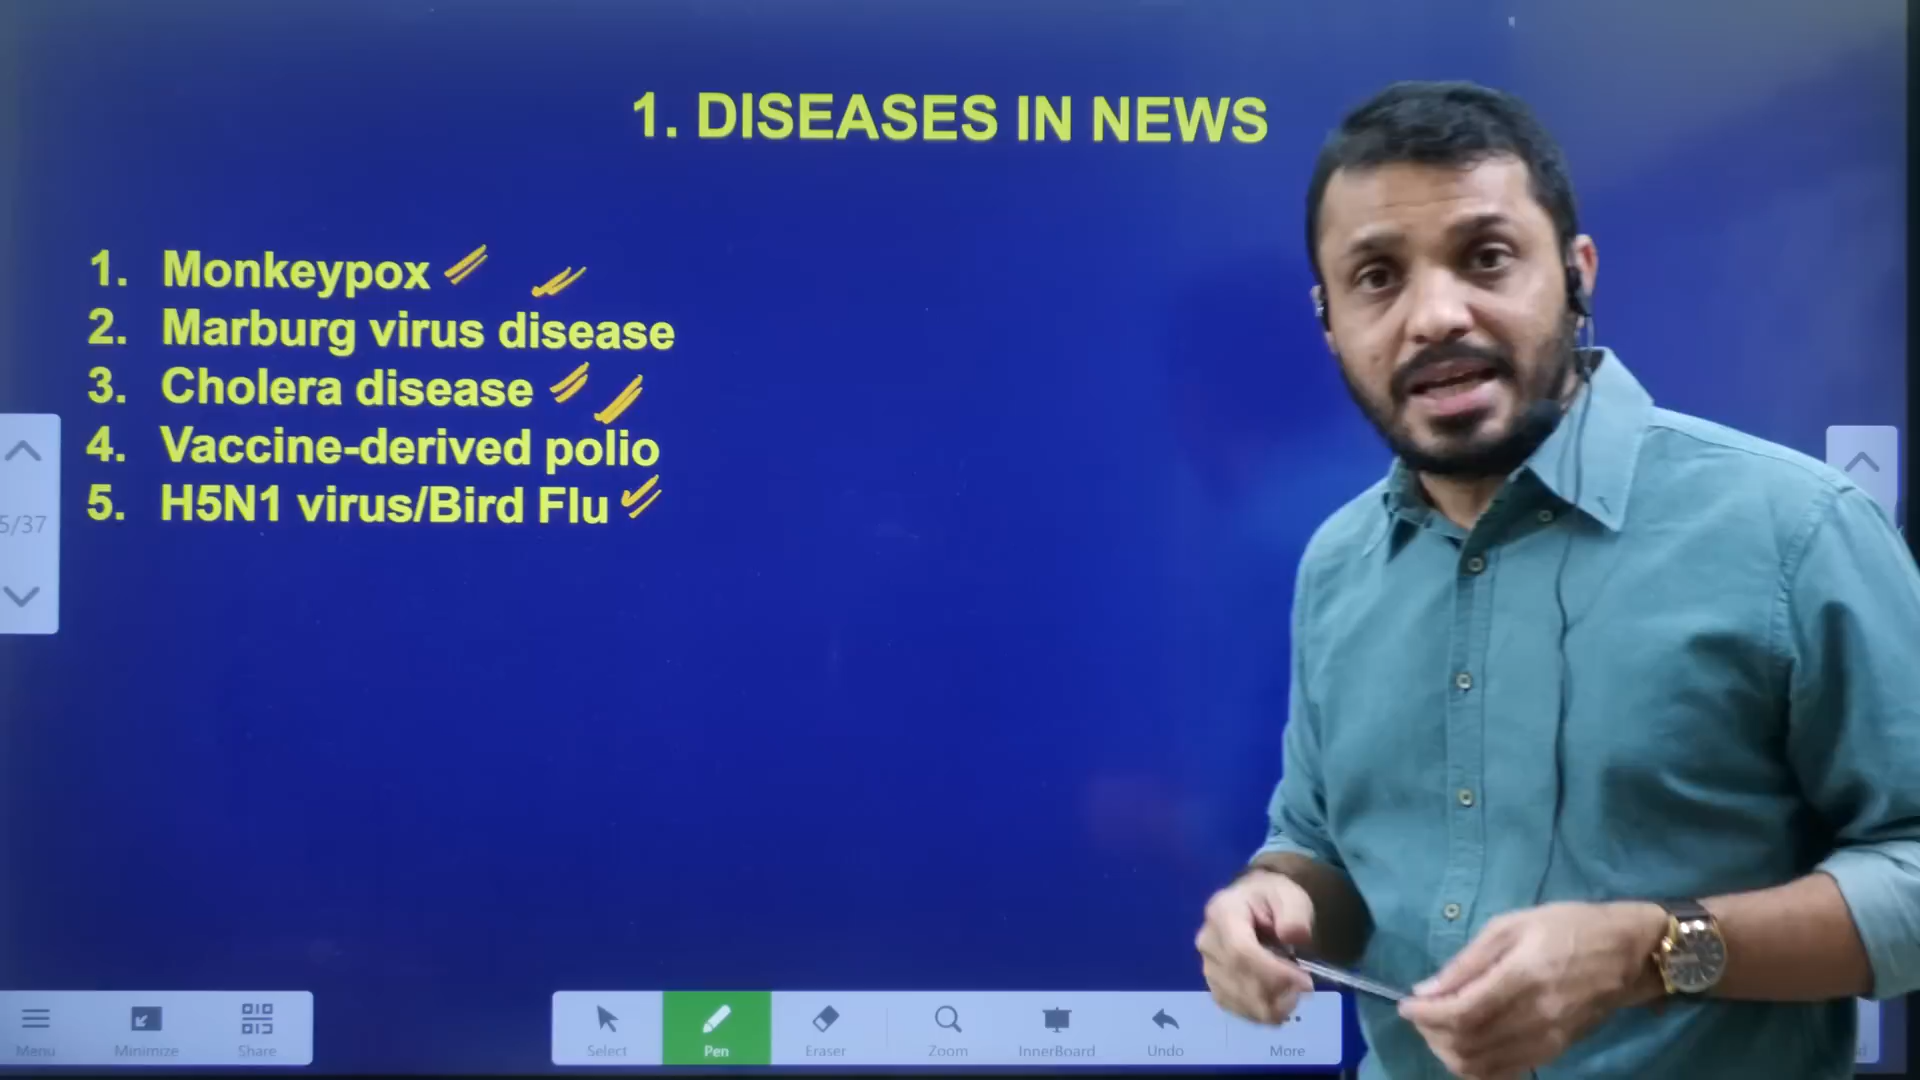 1. DISEASES IN NEWS
1. Monkeypox
2. Marburg virus disease
3. Cholera disease
4. Vaccine-derived polio
5. H5N1 virus/Bird Flu
5/37
Menu Minimize Share Select Pen Eraser Zoom InnerBoard Undo More